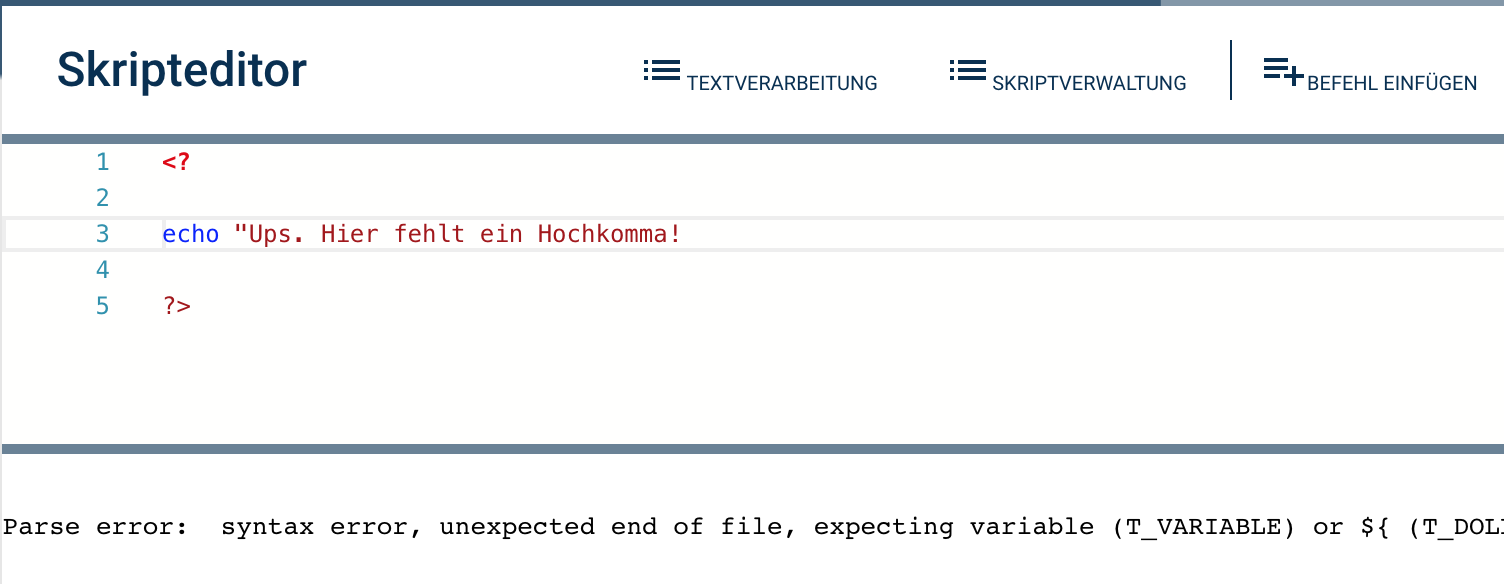 Skripteditor
TEXTVERARBEITUNG
SKRIPTVERWALTUNG
BEFEHL EINFÜGEN
1 <?
2
3 echo "Ups. Hier fehlt ein Hochkomma!
4
5 ?>
Parse error:  syntax error, unexpected end of file, expecting variable (T_VARIABLE) or ${ (T_DOL